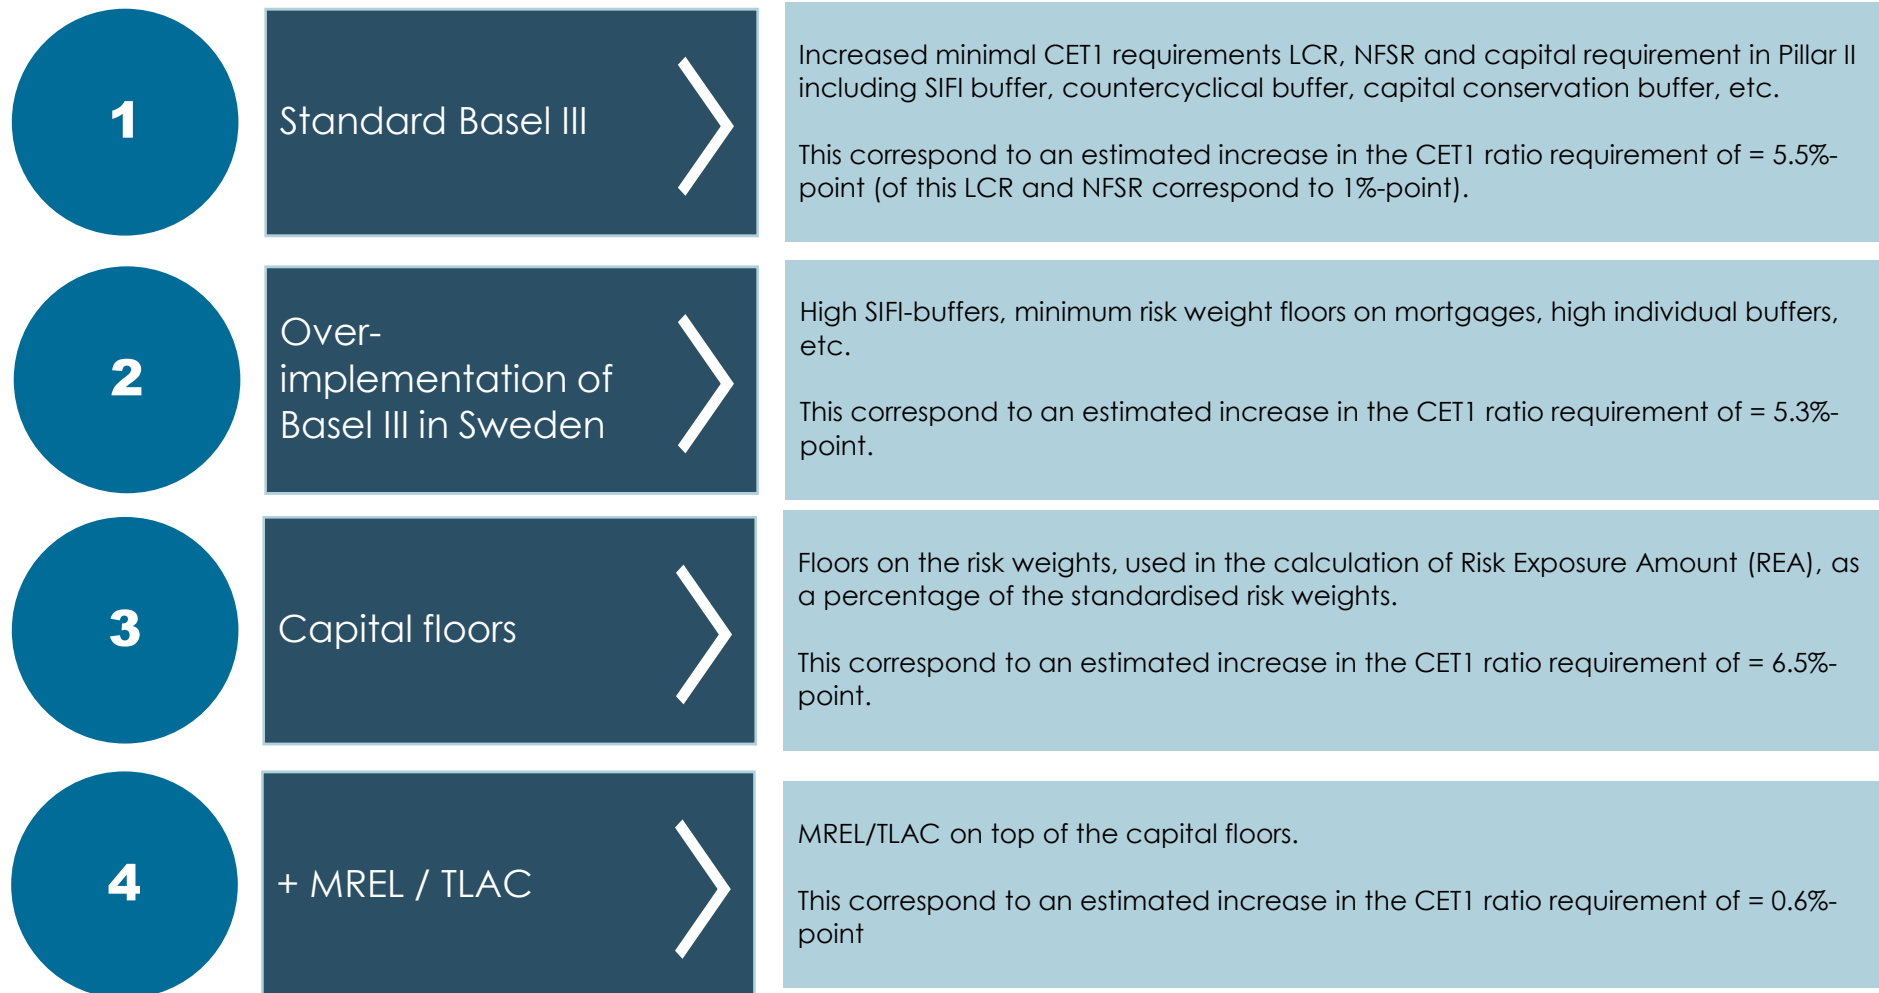 1
Standard Basel III
Increased minimal CET1 requirements LCR, NFSR and capital requirement in Pillar II
including SIFI buffer, countercyclical buffer, capital conservation buffer, etc.
This correspond to an estimated increase in the CET1 ratio requirement of = 5.5%-
point (of this LCR and NFSR correspond to 1%-point).
2
Over-
implementation of
Basel III in Sweden
High SIFI-buffers, minimum risk weight floors on mortgages, high individual buffers,
etc.
This correspond to an estimated increase in the CET1 ratio requirement of = 5.3%-
point.
3
Capital floors
Floors on the risk weights, used in the calculation of Risk Exposure Amount (REA), as
a percentage of the standardised risk weights.
This correspond to an estimated increase in the CET1 ratio requirement of = 6.5%-
point.
4
+ MREL / TLAC
MREL/TLAC on top of the capital floors.
This correspond to an estimated increase in the CET1 ratio requirement of = 0.6%-
point